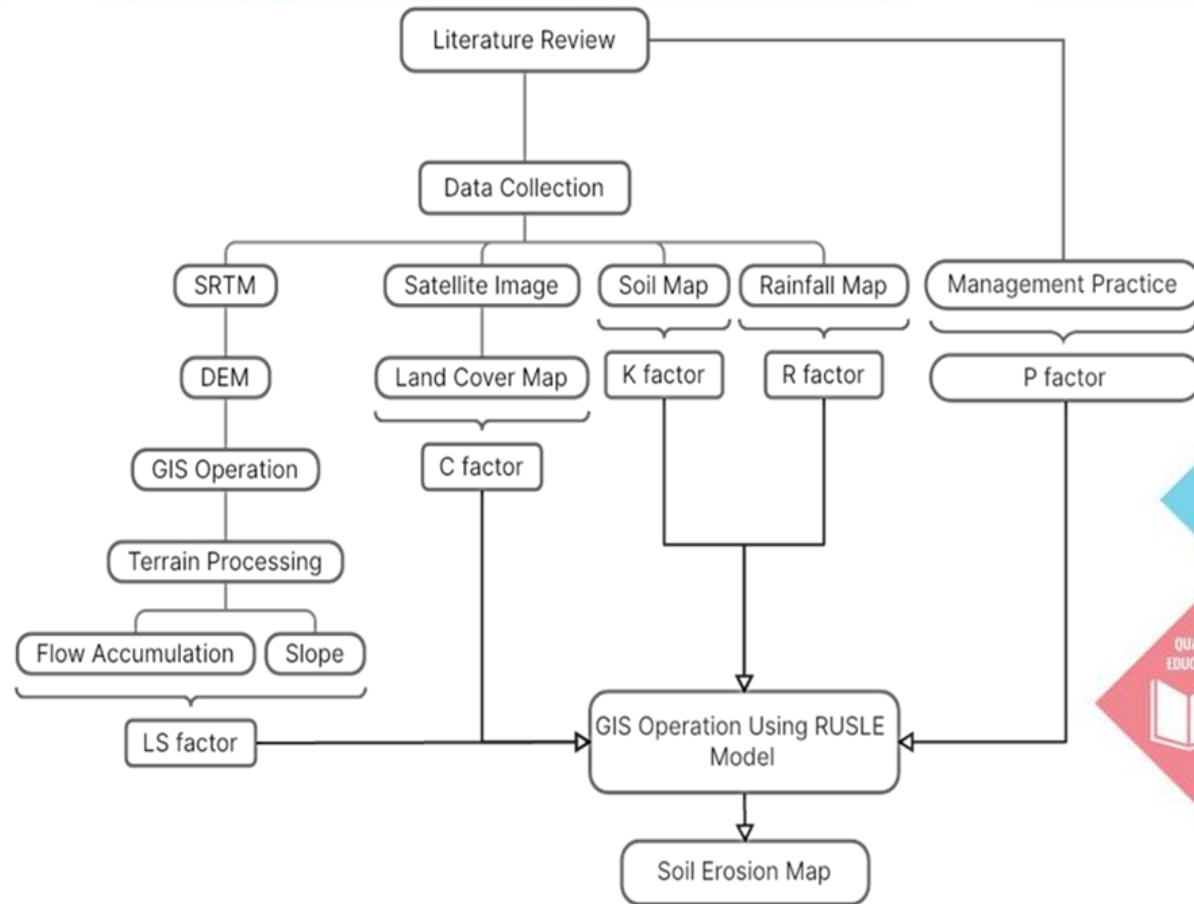 Literature Review
Data Collection
SRTM
Satellite Image
Soil Map
Rainfall Map
Management Practice
DEM
Land Cover Map
K factor
R factor
P factor
GIS Operation
C factor
Terrain Processing
Flow Accumulation
Slope
LS factor
GIS Operation Using RUSLE
Model
Soil Erosion Map